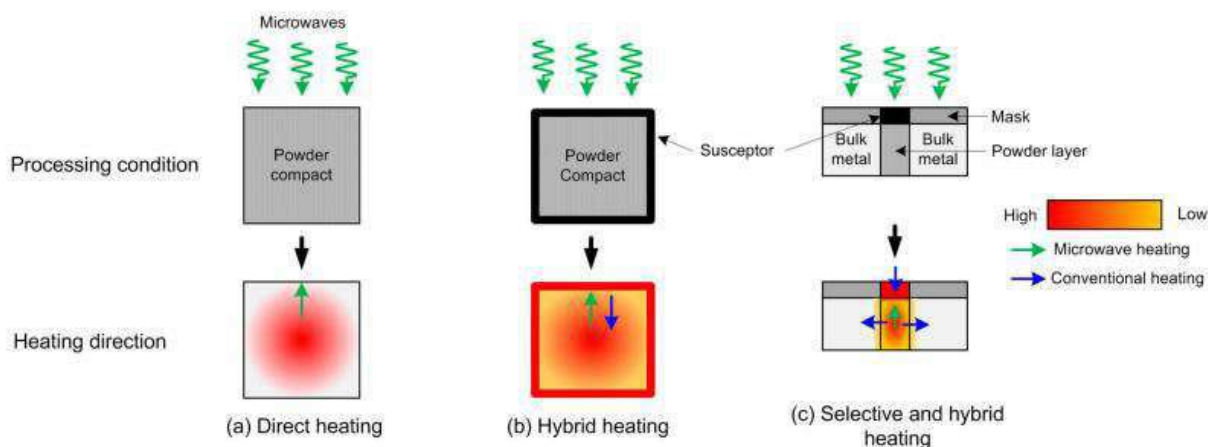 Microwaves
Processing condition
Powder
compact
Powder
Compact
Susceptor
Bulk
metal
Bulk
metal
Mask
Powder layer
High
Low
Microwave heating
Conventional heating
Heating direction
(a) Direct heating
(b) Hybrid heating
(c) Selective and hybrid
heating